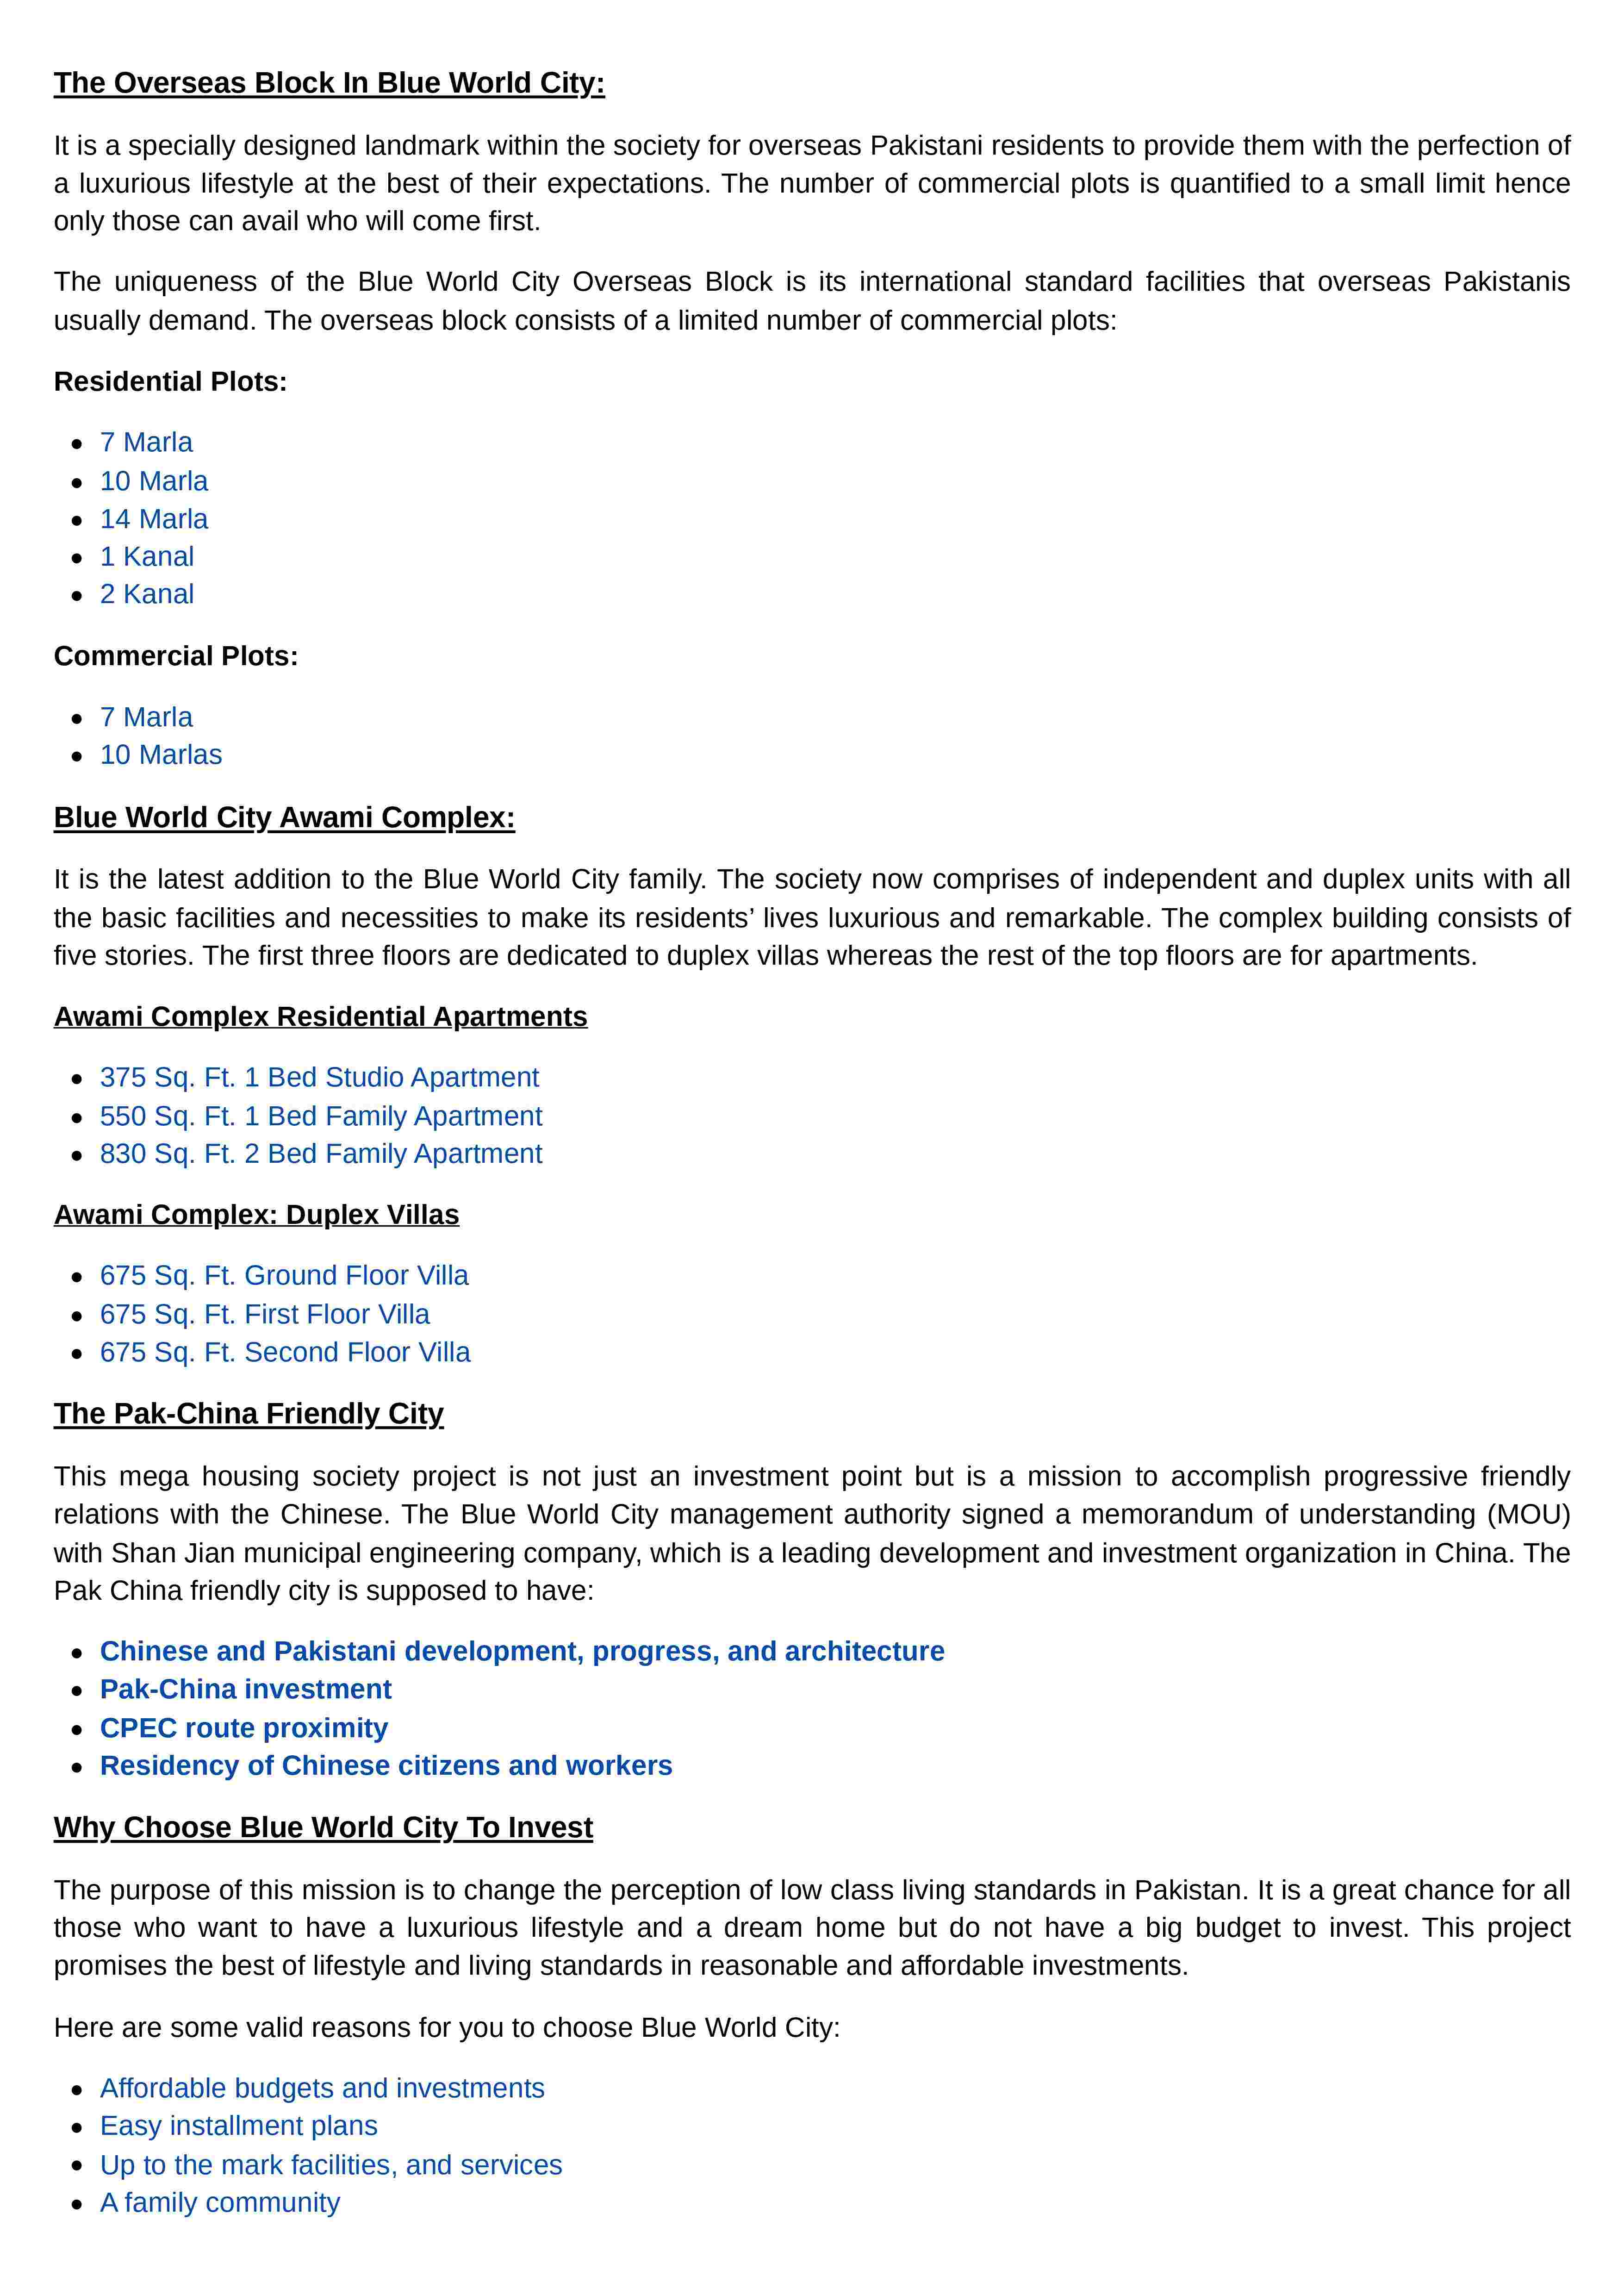 The Overseas Block In Blue World City:
It is a specially designed landmark within the society for overseas Pakistani residents to provide them with the perfection of
a luxurious lifestyle at the best of their expectations. The number of commercial plots is quantified to a small limit hence
only those can avail who will come first.
The uniqueness of the Blue World City Overseas Block is its international standard facilities that overseas Pakistanis
usually demand. The overseas block consists of a limited number of commercial plots:
Residential Plots:
• 7 Marla
• 10 Marla
• 14 Marla
• 1 Kanal
• 2 Kanal
Commercial Plots:
• 7 Marla
• 10 Marlas
Blue World City Awami Complex:
It is the latest addition to the Blue World City family. The society now comprises of independent and duplex units with all
the basic facilities and necessities to make its residents’ lives luxurious and remarkable. The complex building consists of
five stories. The first three floors are dedicated to duplex villas whereas the rest of the top floors are for apartments.
Awami Complex Residential Apartments
• 375 Sq. Ft. 1 Bed Studio Apartment
• 550 Sq. Ft. 1 Bed Family Apartment
• 830 Sq. Ft. 2 Bed Family Apartment
Awami Complex: Duplex Villas
• 675 Sq. Ft. Ground Floor Villa
• 675 Sq. Ft. First Floor Villa
• 675 Sq. Ft. Second Floor Villa
The Pak-China Friendly City
This mega housing society project is not just an investment point but is a mission to accomplish progressive friendly
relations with the Chinese. The Blue World City management authority signed a memorandum of understanding (MOU)
with Shan Jian municipal engineering company, which is a leading development and investment organization in China. The
Pak China friendly city is supposed to have:
• Chinese and Pakistani development, progress, and architecture
• Pak-China investment
• CPEC route proximity
• Residency of Chinese citizens and workers
Why Choose Blue World City To Invest
The purpose of this mission is to change the perception of low class living standards in Pakistan. It is a great chance for all
those who want to have a luxurious lifestyle and a dream home but do not have a big budget to invest. This project
promises the best of lifestyle and living standards in reasonable and affordable investments.
Here are some valid reasons for you to choose Blue World City:
• Affordable budgets and investments
• Easy installment plans
• Up to the mark facilities, and services
• A family community